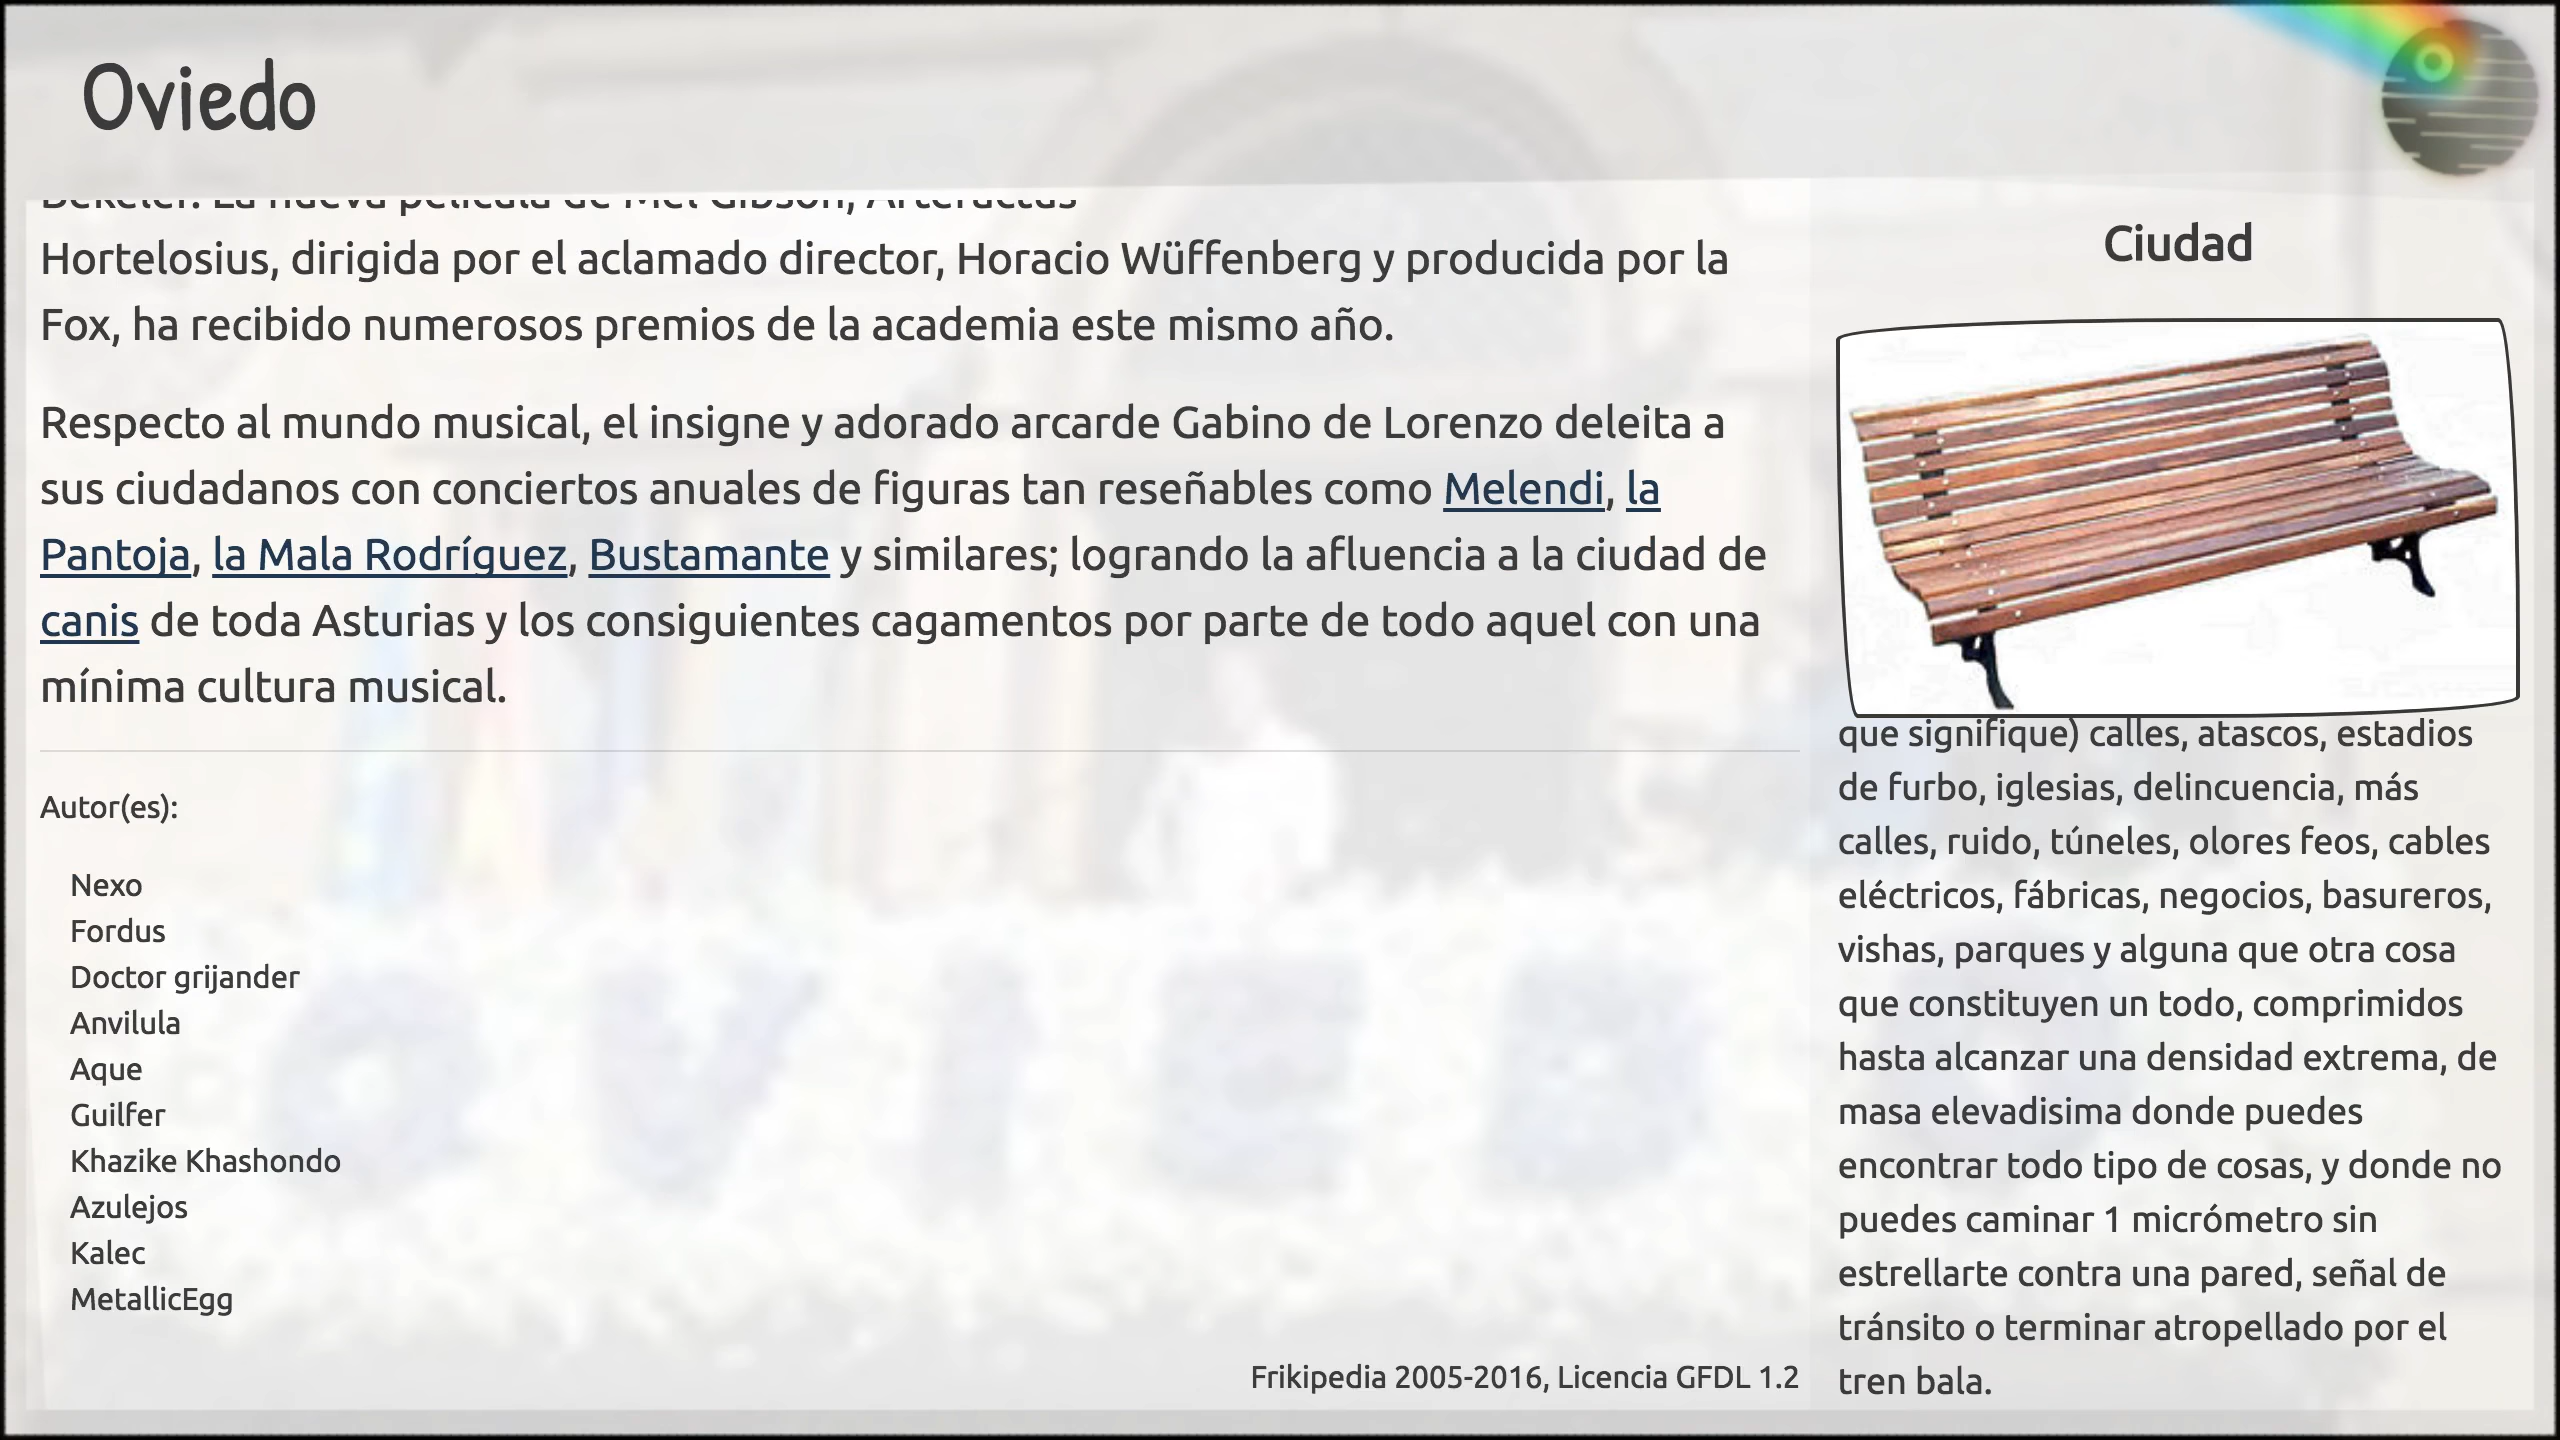 Oviedo
La nueva película de Mel Gibson, Arteractus
Hortelosius, dirigida por el aclamado director, Horacio Wüffenberg y producida por la
Fox, ha recibido numerosos premios de la academia este mismo año.
Respecto al mundo musical, el insigne y adorado arcarde Gabino de Lorenzo deleita a
sus ciudadanos con conciertos anuales de figuras tan reseñables como Melendi, la
Pantoja, la Mala Rodríguez, Bustamante y similares; logrando la afluencia a la ciudad de
canis de toda Asturias y los consiguientes cagamentos por parte de todo aquel con una
mínima cultura musical.
Autor(es):
Nexo
Fordus
Doctor grijander
Anvilula
Aque
Guilfer
Khazike Khashondo
Azulejos
Kalec
MetallicEgg
Frikipedia 2005-2016, Licencia GFDL 1.2
Ciudad
que signifique) calles, atascos, estadios
de furbo, iglesias, delincuencia, más
calles, ruido, túneles, olores feos, cables
eléctricos, fábricas, negocios, basureros,
vishas, parques y alguna que otra cosa
que constituyen un todo, comprimidos
hasta alcanzar una densidad extrema, de
masa elevadisima donde puedes
encontrar todo tipo de cosas, y donde no
puedes caminar 1 micrómetro sin
estrellarte contra una pared, señal de
tránsito o terminar atropellado por el
tren bala.